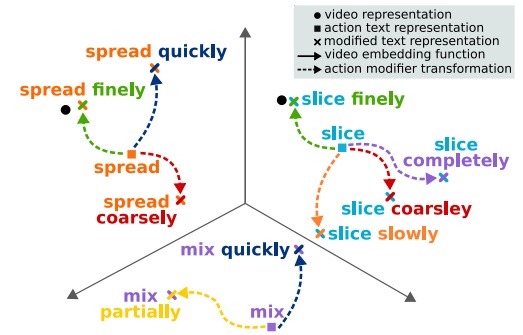 video representation
action text representation
modified text representation
video embedding function
action modifier transformation
spread quickly
spread finely
spread
spread
coarsely
slice finely
slice
slice
completely
slice coarsley
slice slowly
mix quickly
mix
partially
mix